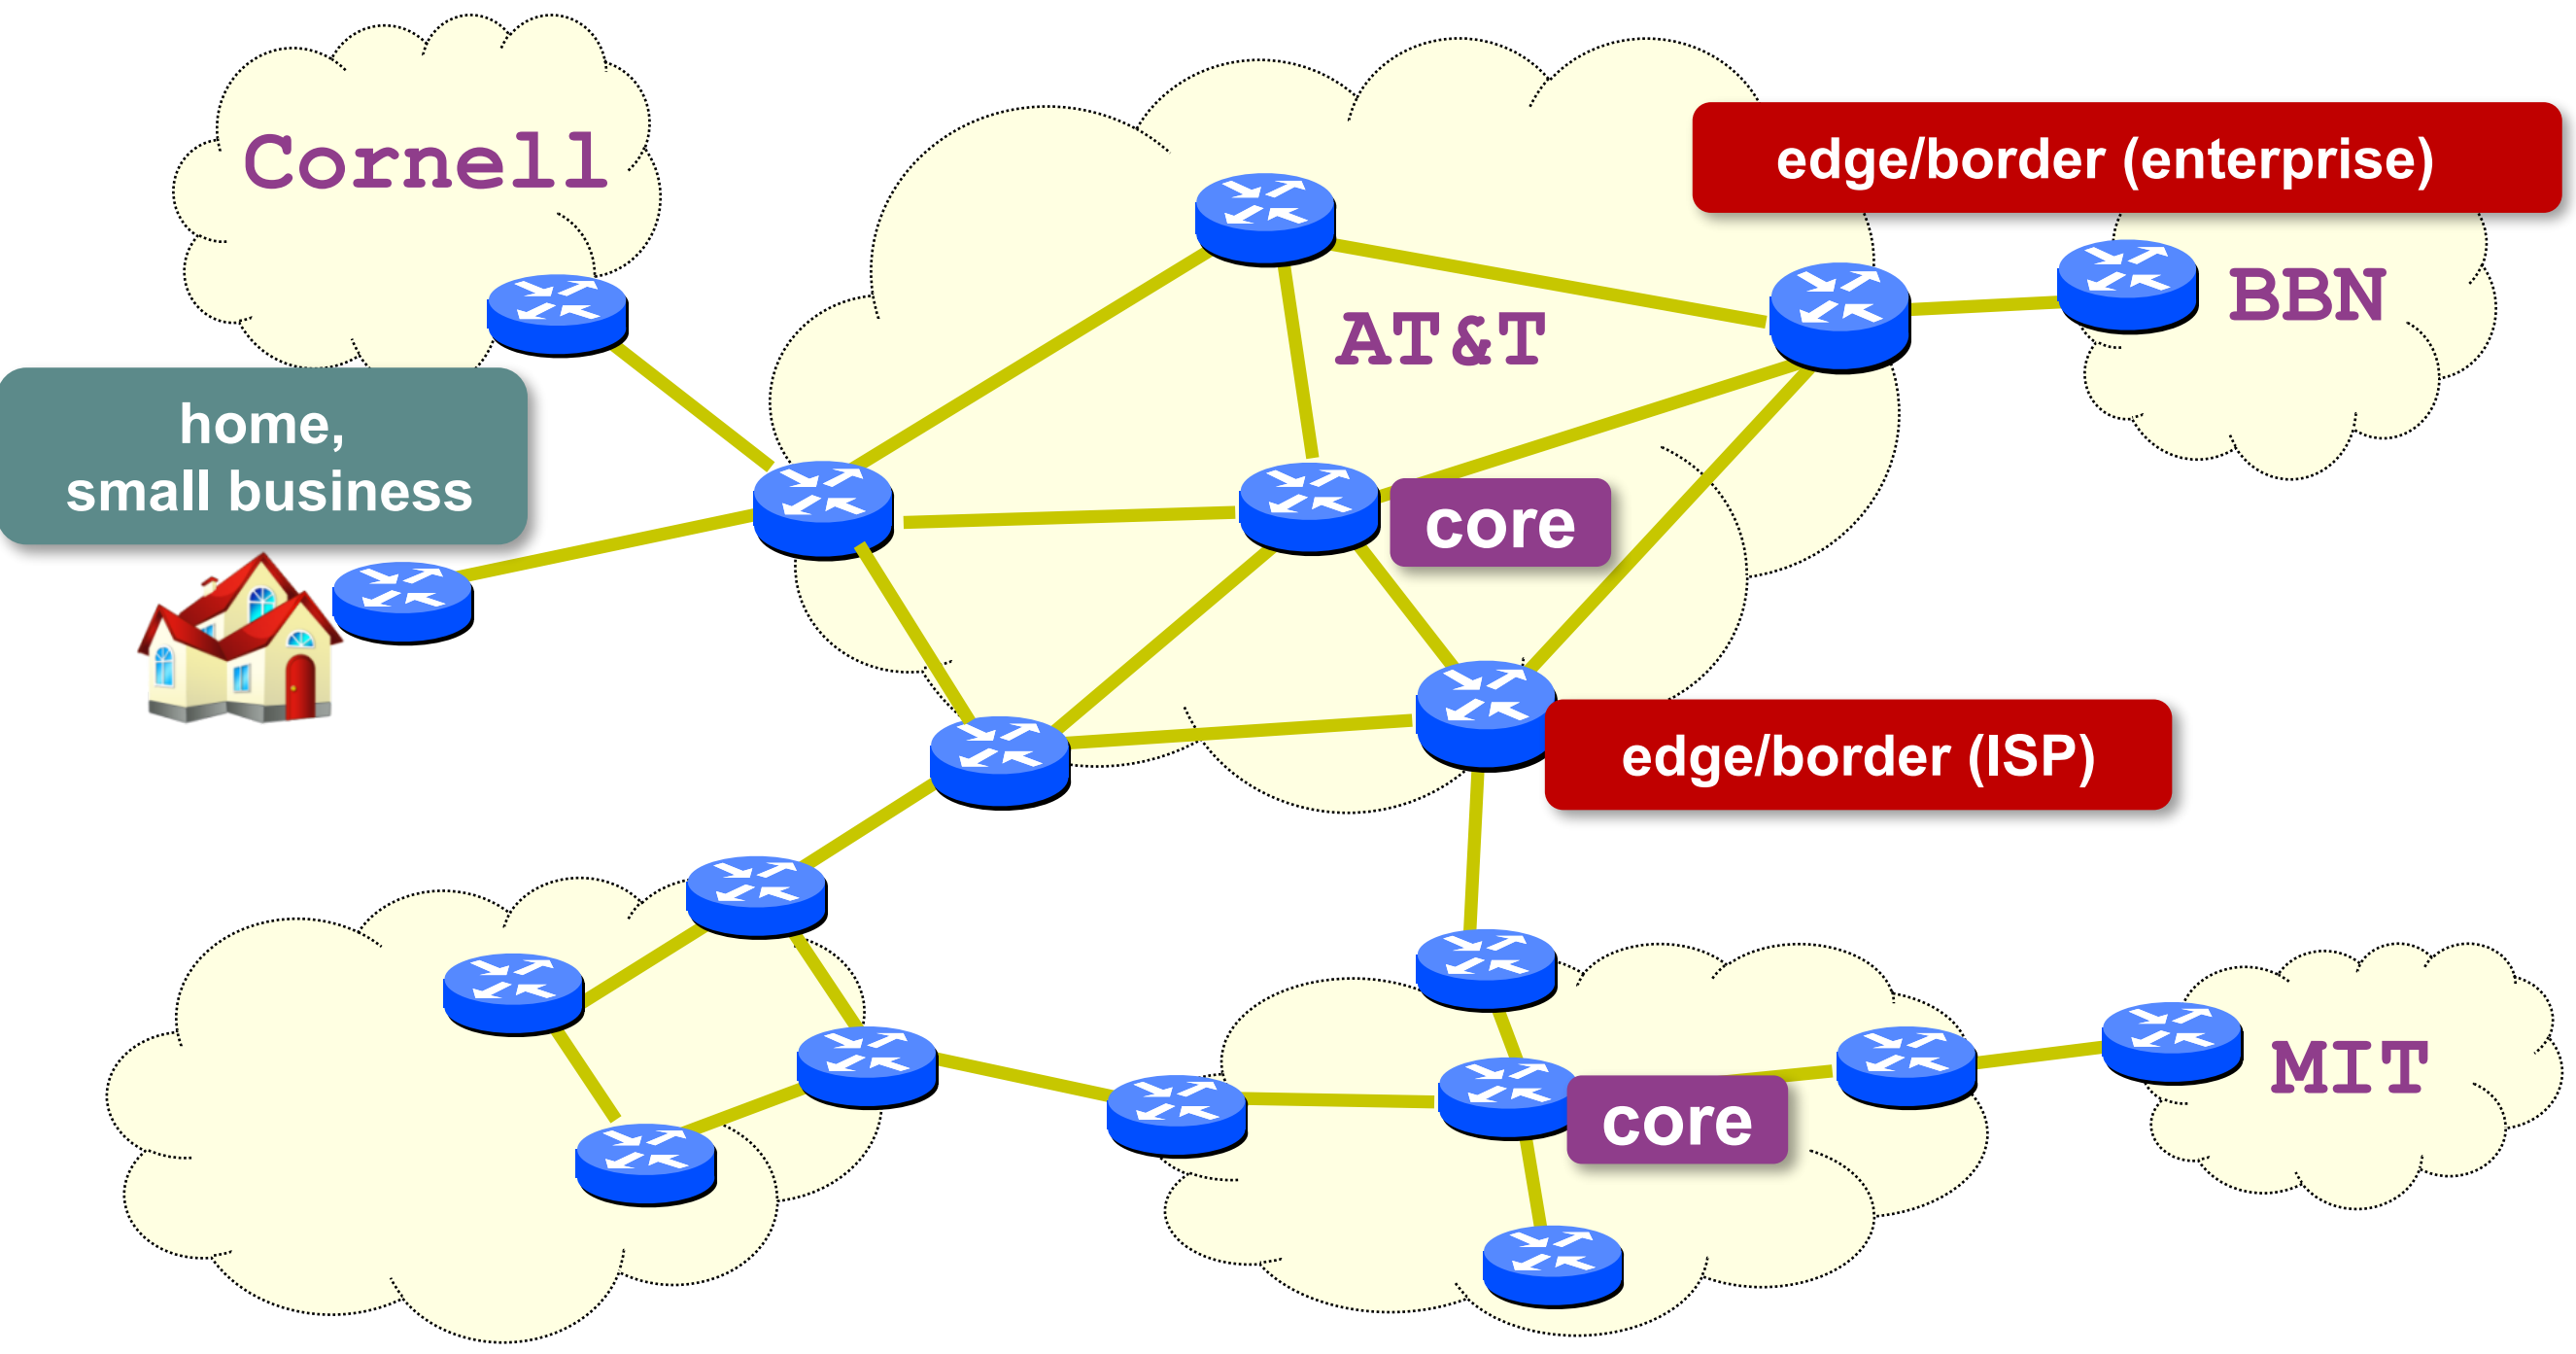 Cornell
edge/border (enterprise)
BBN
AT&T
home,
small business
core
edge/border (ISP)
core
MIT